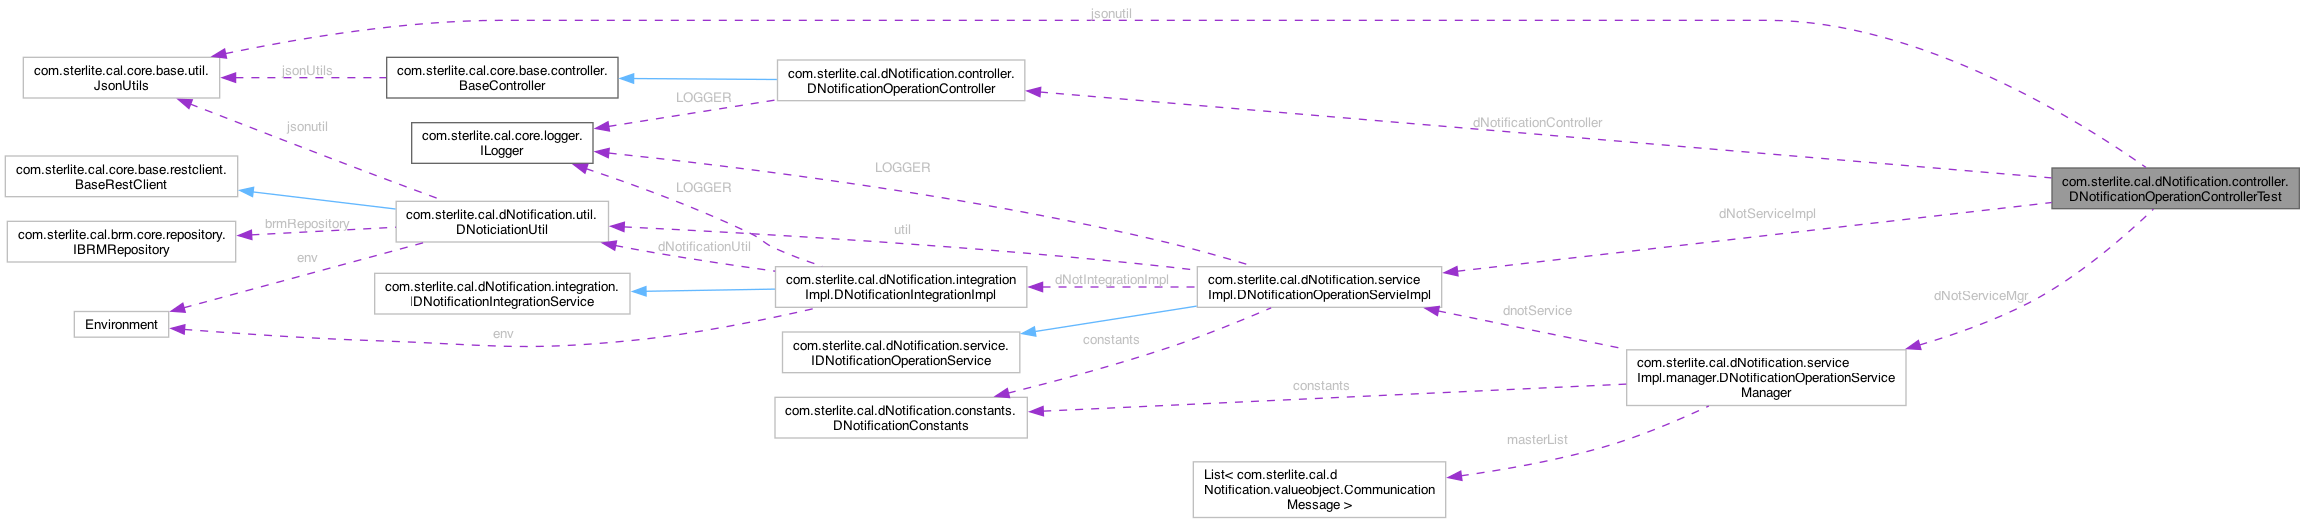 jsonutil
com.sterlite.cal.core.base.util.
JsonUtils
jsonUtils
com.sterlite.cal.core.base.controller.
BaseController
com.sterlite.cal.dNotification.controller.
DNotificationOperationController
LOGGER
jsonutil
com.sterlite.cal.core.logger.
ILogger
dNotificationController
com.sterlite.cal.core.base.restclient.
BaseRestClient
LOGGER
LOGGER
com.sterlite.cal.dNotification.controller.
DNotificationOperationControllerTest
com.sterlite.cal.dNotification.util.
DNoticiationUtil
brmRepository
com.sterlite.cal.brm.core.repository.
IBRMRepository
dNotServiceImpl
util
dNotificationUtil
env
com.sterlite.cal.dNotification.integration.
IDNotificationIntegrationService
com.sterlite.cal.dNotification.integration
Impl.DNotificationIntegrationImpl
dNotIntegrationImpl
com.sterlite.cal.dNotification.service
Impl.DNotificationOperationServieImpl
dNotServiceMgr
dnotService
Environment
env
constants
com.sterlite.cal.dNotification.service.
IDNotificationOperationService
com.sterlite.cal.dNotification.service
Impl.manager.DNotificationOperationService
Manager
constants
com.sterlite.cal.dNotification.constants.
DNotificationConstants
masterList
List< com.sterlite.cal.d
Notification.valueobject.Communication
Message >